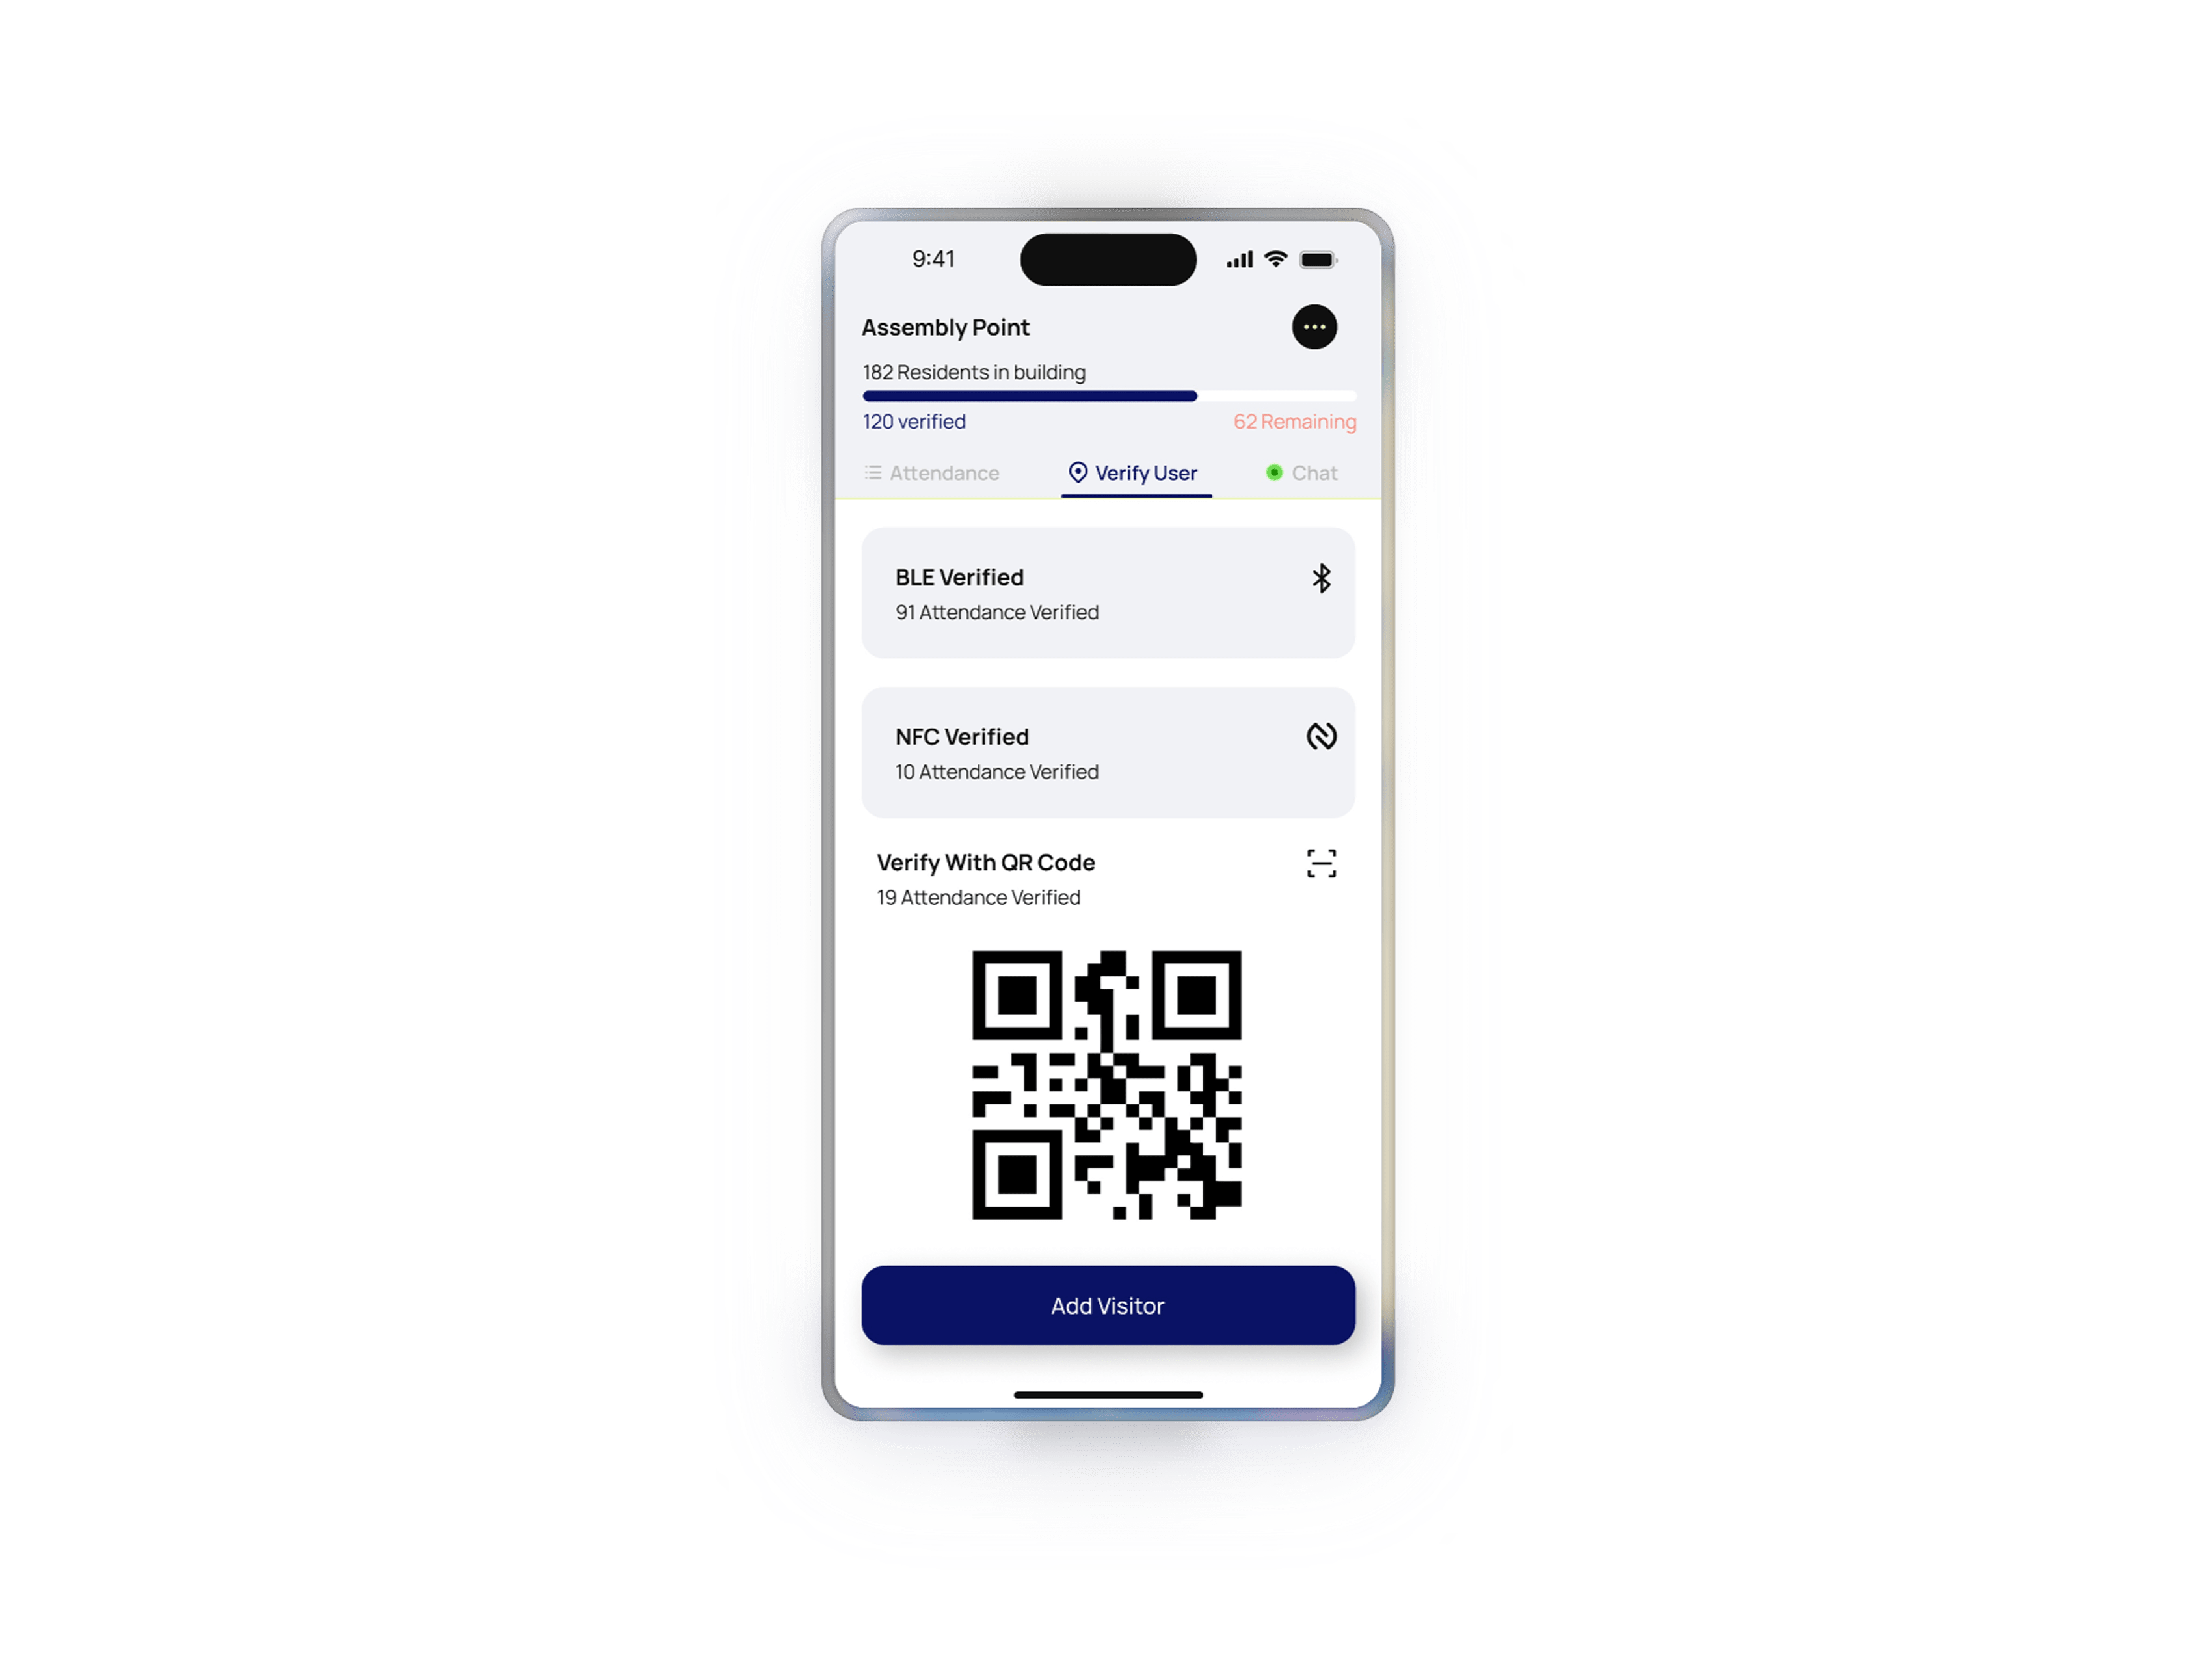 9:41
Assembly Point
182 Residents in building
120 verified
62 Remaining
Attendance
Verify User
Chat
BLE Verified
91 Attendance Verified
NFC Verified
10 Attendance Verified
Verify With QR Code
19 Attendance Verified
Add Visitor